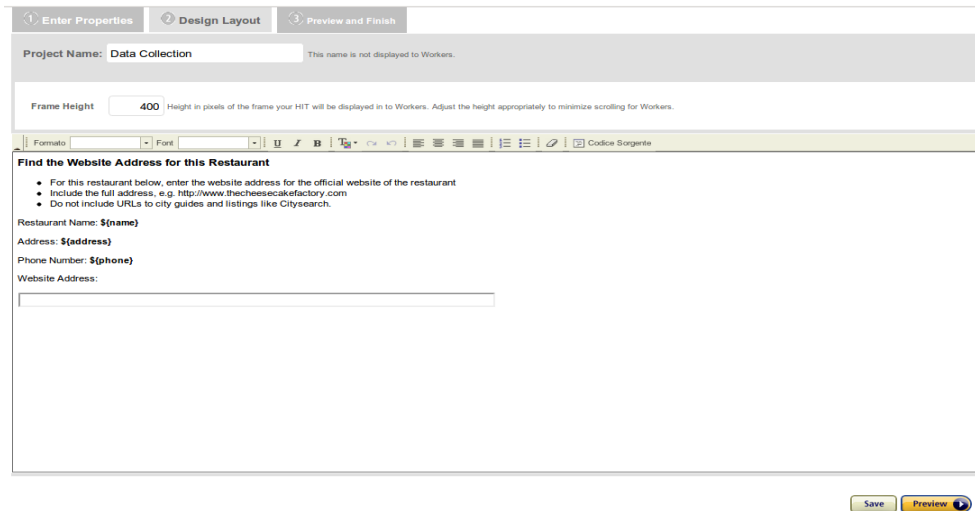 1 Enter Properties 2 Design Layout 3 Preview and Finish
Project Name: Data Collection This name is not displayed to Workers.
Frame Height 400 Height in pixels of the frame your HIT will be displayed in to Workers. Adjust the height appropriately to minimize scrolling for Workers.
Formato Font U I B Codice Sorgente
Find the Website Address for this Restaurant
For this restaurant below, enter the website address for the official website of the restaurant
Include the full address, e.g. http://www.thecheesecakefactory.com
Do not include URLs to city guides and listings like Citysearch.
Restaurant Name: ${name}
Address: ${address}
Phone Number: ${phone}
Website Address:
Save Preview